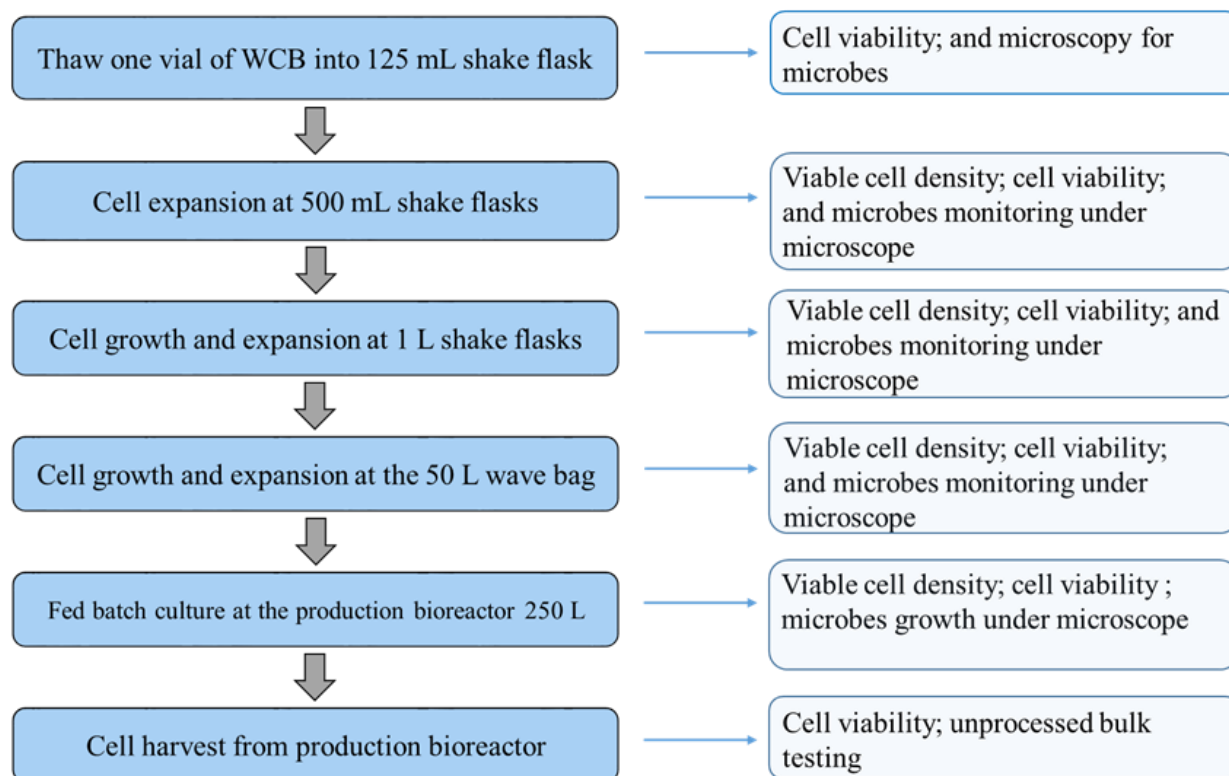 Thaw one vial of WCB into 125 mL shake flask
Cell viability; and microscopy for
microbes
Cell expansion at 500 mL shake flasks
Viable cell density; cell viability;
and microbes monitoring under
microscope
Cell growth and expansion at 1 L shake flasks
Viable cell density; cell viability; and
microbes monitoring under
microscope
Cell growth and expansion at the 50 L wave bag
Viable cell density; cell viability;
and microbes monitoring under
microscope
Fed batch culture at the production bioreactor 250 L
Viable cell density; cell viability ;
microbes growth under microscope
Cell harvest from production bioreactor
Cell viability; unprocessed bulk
testing